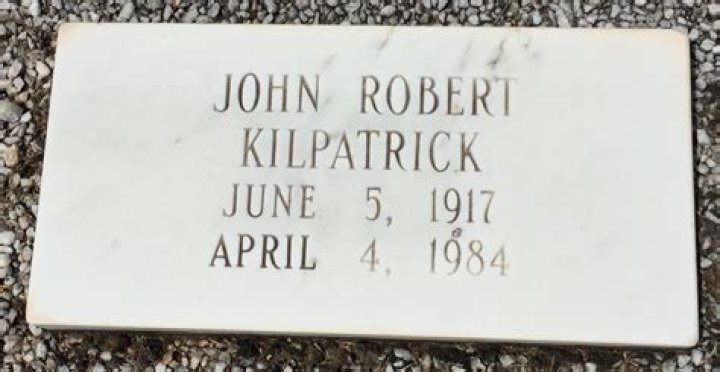 JOHN ROBERT
KILPATRICK
JUNE 5, 1917
APRIL 4, 1984